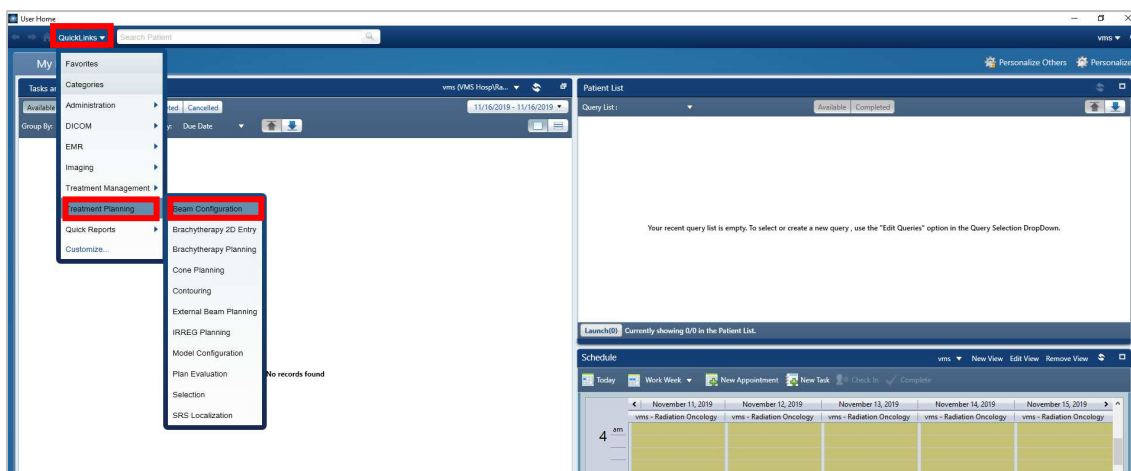 User Home
QuickLinks
Search Patient
vms
My
Personalize Others
Personalize
Favorites
Categories
Administration
DICOM
EMR
Imaging
Treatment Management
Treatment Planning
Quick Reports
Customize...
Beam Configuration
Brachytherapy 2D Entry
Brachytherapy Planning
Cone Planning
Contouring
External Beam Planning
IRREG Planning
Model Configuration
Plan Evaluation
Selection
SRS Localization
Tasks an
vms (VMS Hosp\Ra...
Available
ted Cancelled
11/16/2019 - 11/16/2019
Group By:
y: Due Date
No records found
Patient List
Query List :
Available Completed
Your recent query list is empty. To select or create a new query , use the "Edit Queries" option in the Query Selection DropDown.
Launch(0) Currently showing 0/0 in the Patient List.
Schedule
vms New View Edit View Remove View
Today Work Week New Appointment New Task Check In Complete
November 11, 2019 November 12, 2019 November 13, 2019 November 14, 2019 November 15, 2019
vms - Radiation Oncology vms - Radiation Oncology vms - Radiation Oncology vms - Radiation Oncology vms - Radiation Oncology
4 am